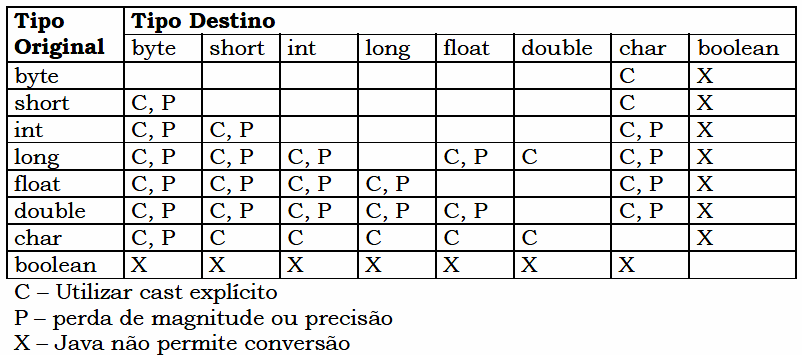 Tipo Original Tipo Destino
byte short int long float double char boolean
byte C X
short C, P C X
int C, P C, P C, P X
long C, P C, P C, P C, P C C, P X
float C, P C, P C, P C, P C, P X
double C, P C, P C, P C, P C, P C, P X
char C, P C C C C C X
boolean X X X X X X X
C – Utilizar cast explícito
P – perda de magnitude ou precisão
X – Java não permite conversão